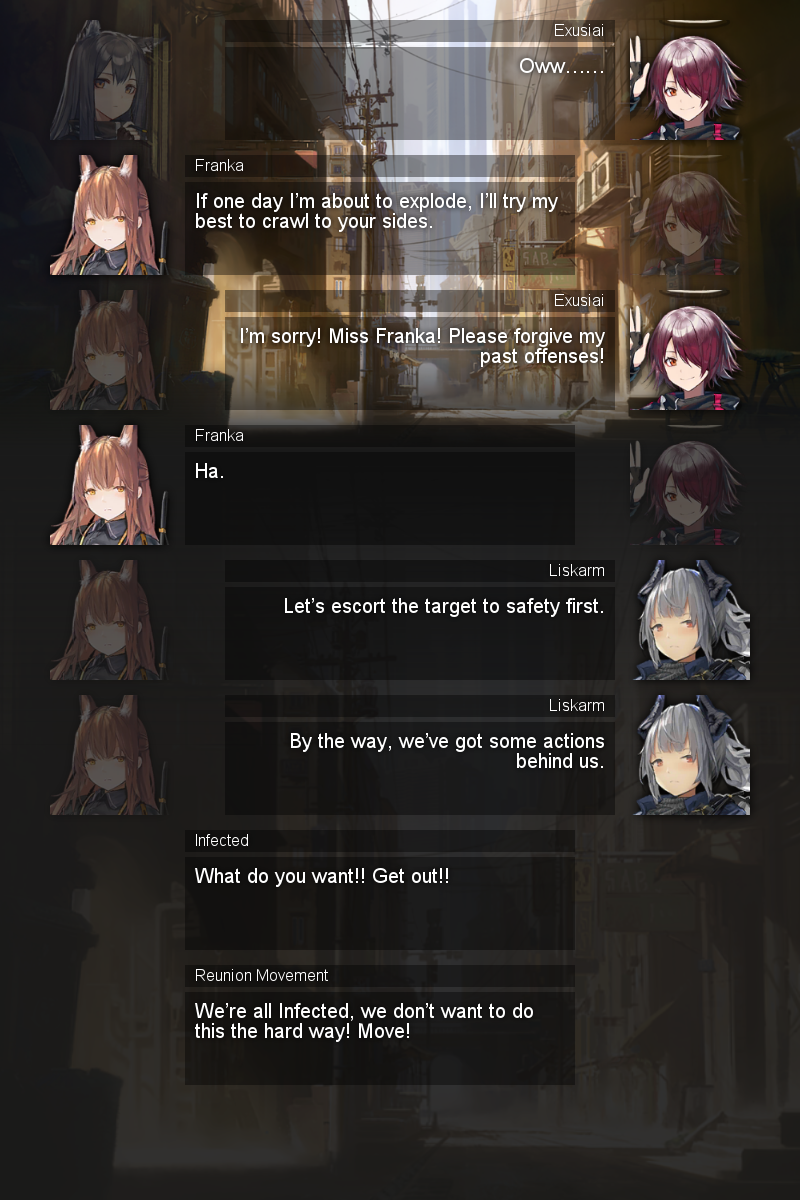 Exusiai
Oww……
Franka
If one day I'm about to explode, I'll try my
best to crawl to your sides.
Exusiai
I'm sorry! Miss Franka! Please forgive my
past offenses!
Franka
Ha.
Liskarm
Let's escort the target to safety first.
Liskarm
By the way, we've got some actions
behind us.
Infected
What do you want!! Get out!!
Reunion Movement
We're all Infected, we don't want to do
this the hard way! Move!